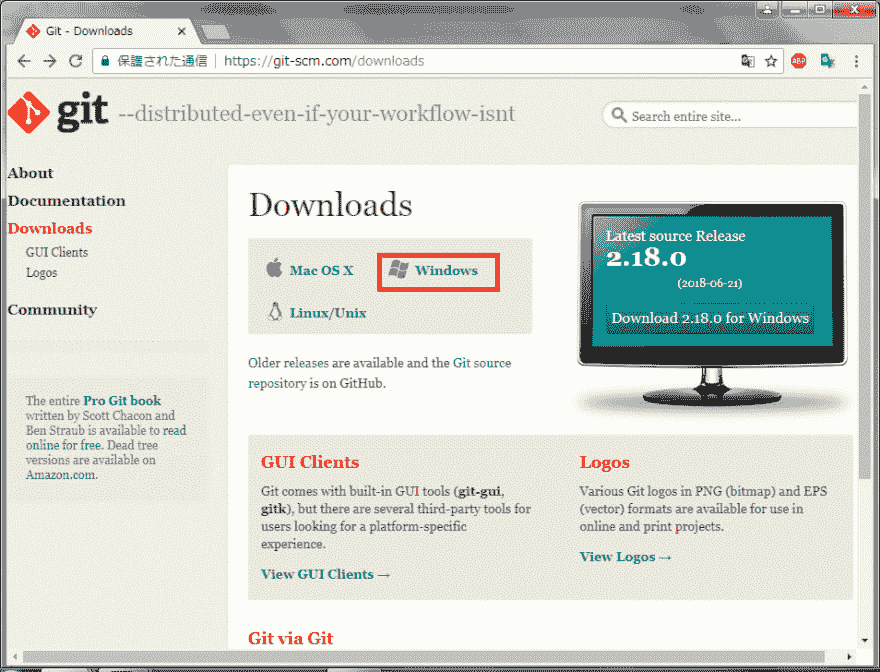 Git - Downloads
保護された通信 | https://git-scm.com/downloads
ABP
git --distributed-even-if-your-workflow-isnt
Search entire site...
About
Documentation
Downloads
GUI Clients
Logos
Community
The entire Pro Git book
written by Scott Chacon and
Ben Straub is available to read
online for free. Dead tree
versions are available on
Amazon.com.
Downloads
Mac OS X
Windows
Linux/Unix
Older releases are available and the Git source
repository is on GitHub.
Latest source Release
2.18.0
(2018-06-21)
Download 2.18.0 for Windows
GUI Clients
Git comes with built-in GUI tools (git-gui,
gitk), but there are several third-party tools for
users looking for a platform-specific
experience.
View GUI Clients →
Logos
Various Git logos in PNG (bitmap) and EPS
(vector) formats are available for use in
online and print projects.
View Logos →
Git via Git